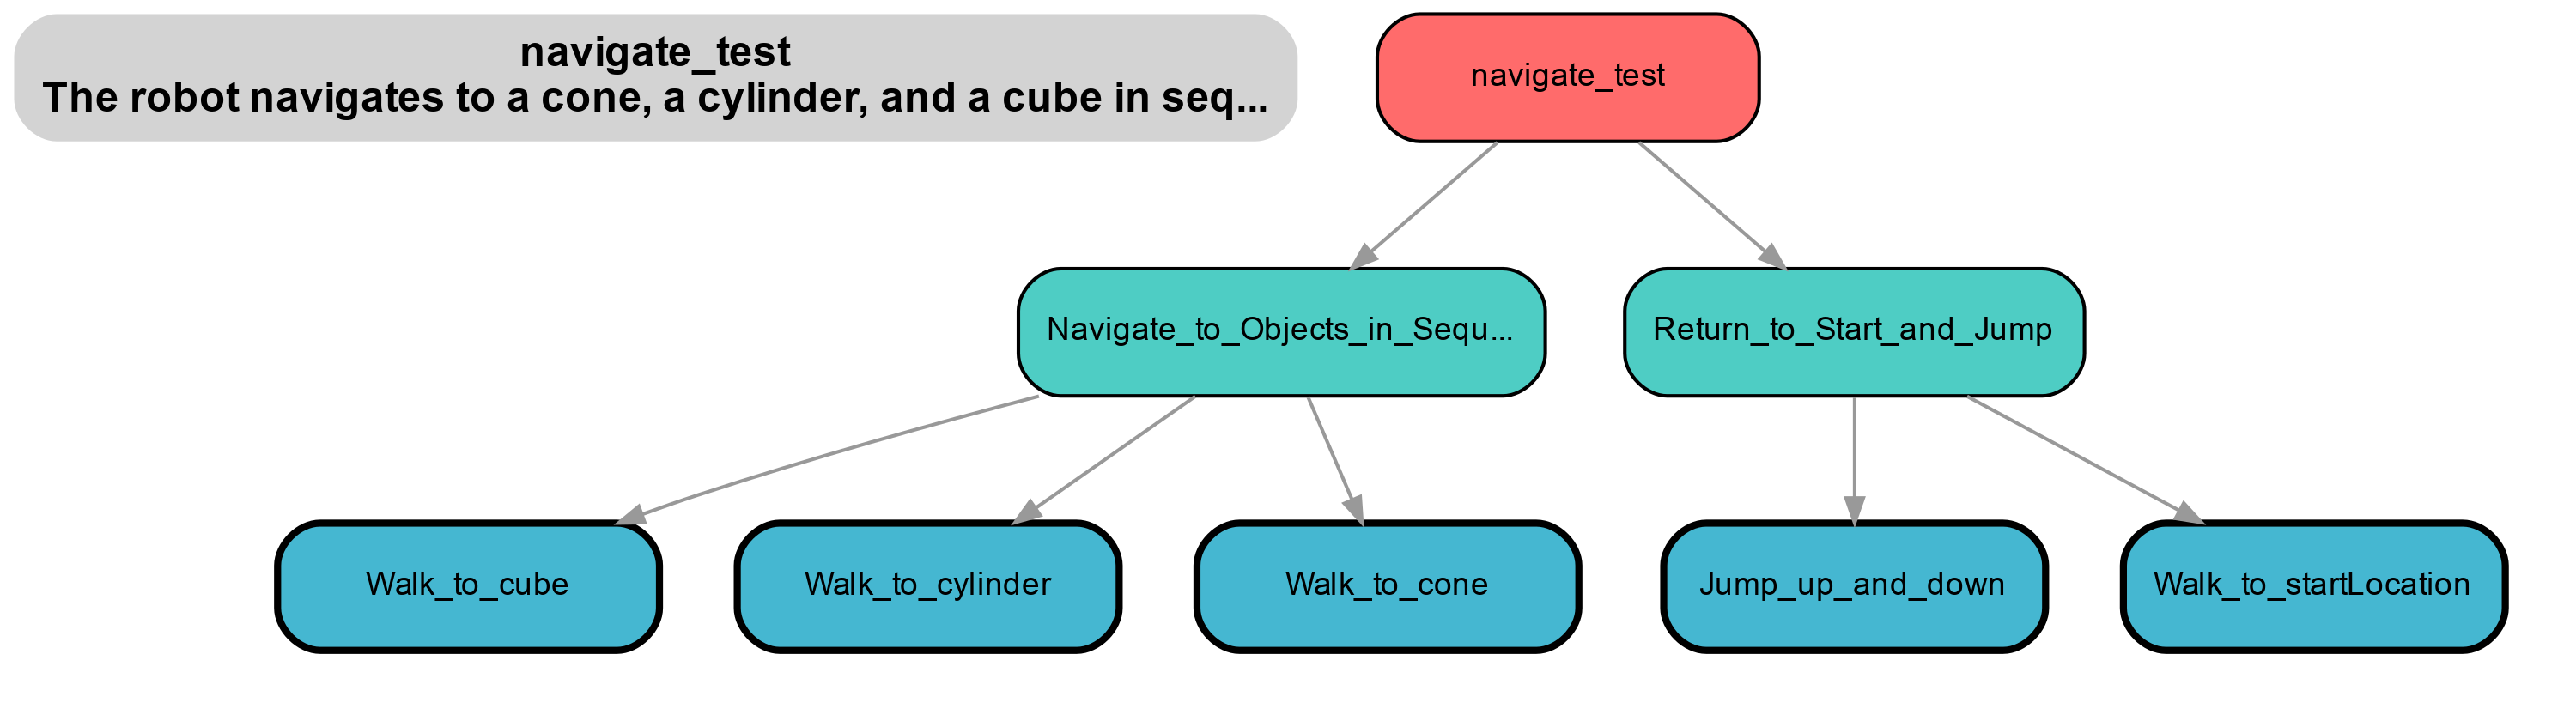 navigate_test
The robot navigates to a cone, a cylinder, and a cube in seq...
navigate_test
Navigate_to_Objects_in_Sequ...
Return_to_Start_and_Jump
Walk_to_cube
Walk_to_cylinder
Walk_to_cone
Jump_up_and_down
Walk_to_startLocation